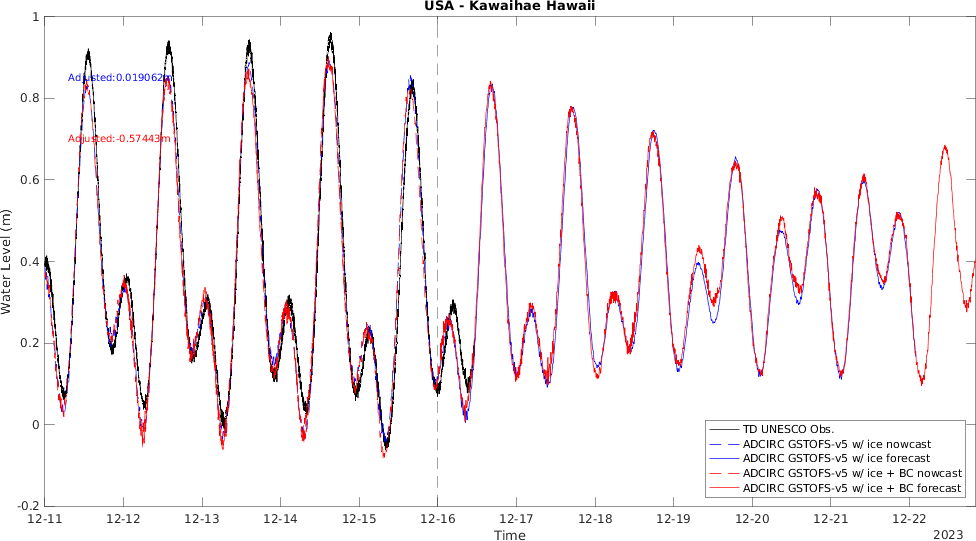 USA - Kawaihae Hawaii
1
0.8
0.6
0.4
0.2
0
-0.2
Water Level (m)
Adjusted:0.019062m
Adjusted:-0.57443m
TD UNESCO Obs.
ADCIRC GSTOFS-v5 w/ ice nowcast
ADCIRC GSTOFS-v5 w/ ice forecast
ADCIRC GSTOFS-v5 w/ ice + BC nowcast
ADCIRC GSTOFS-v5 w/ ice + BC forecast
12-11 12-12 12-13 12-14 12-15 12-16 12-17 12-18 12-19 12-20 12-21 12-22
Time
2023